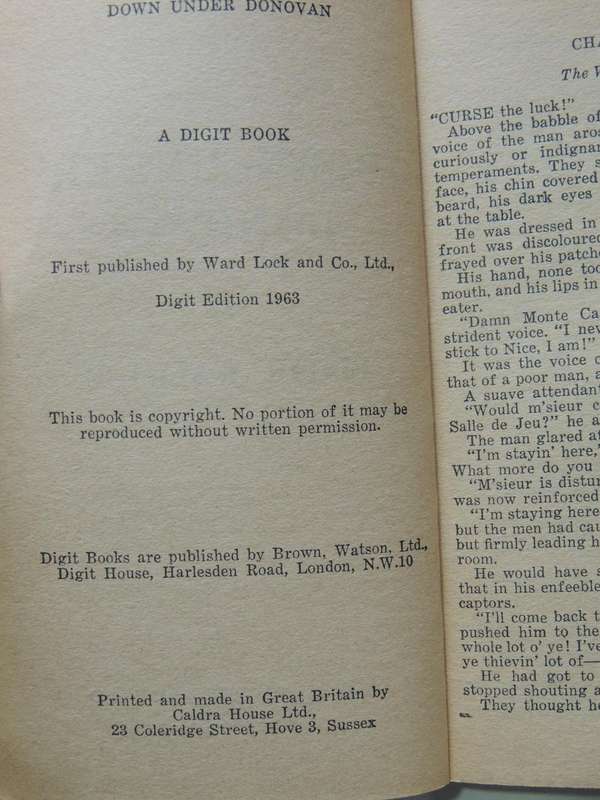 DOWN UNDER DONOVAN
A DIGIT BOOK
First published by Ward Lock and Co., Ltd.,
Digit Edition 1963
This book is copyright. No portion of it may be
reproduced without written permission.
Digit Books are published by Brown, Watson, Ltd.,
Digit House, Harlesden Road, London, N.W.10
Printed and made in Great Britain by
Caldra House Ltd.,
23 Coleridge Street, Hove 3, Sussex
CHA
The W
"CURSE the luck!"
Above the babble of
voice of the man aros
curiously or indignan
temperaments. They s
face, his chin covered
beard, his dark eyes
at the table.
He was dressed in
front was discoloured
frayed over his patche
His hand, none too
mouth, and his lips in
eater.
"Damn Monte Ca
strident voice. "I nev
stick to Nice, I am!"
It was the voice o
that of a poor man, a
A suave attendant
"Would m'sieur c
Salle de Jeu?" he a
The man glared at
"I'm stayin' here,"
What more do you
"M'sieur is distur
was now reinforced
"I'm staying here
but the men had cau
but firmly leading h
room.
He would have s
that in his enfeeble
captors.
"I'll come back t
pushed him to the
whole lot o' ye! I've
ye thievin' lot of—
He had got to
stopped shouting a
They thought he